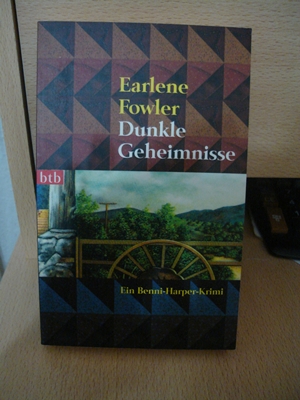 Earlene
Fowler
Dunkle
Geheimnisse
btb
Ein Benni-Harper-Krimi